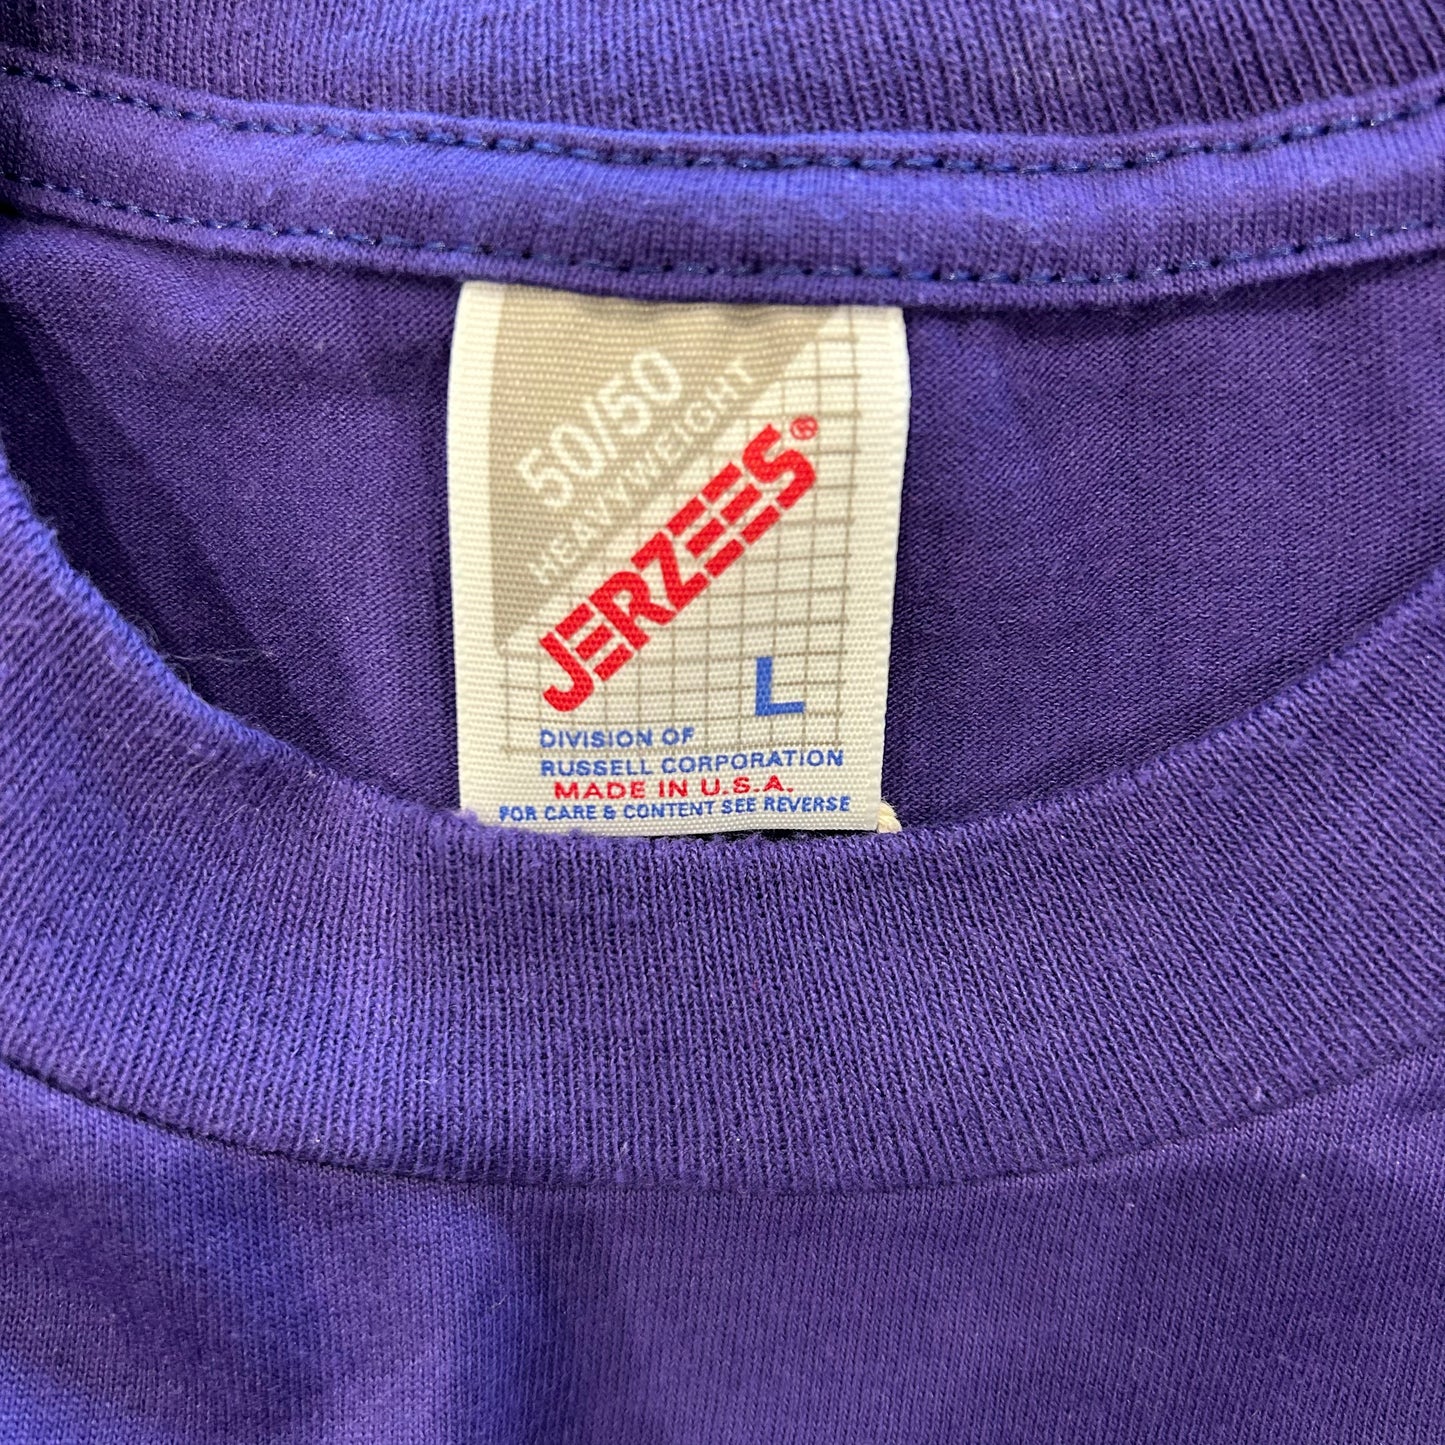 50/50
HEAVYWEIGHT
JERZEES®
L
DIVISION OF
RUSSELL CORPORATION
MADE IN U.S.A.
FOR CARE & CONTENT SEE REVERSE